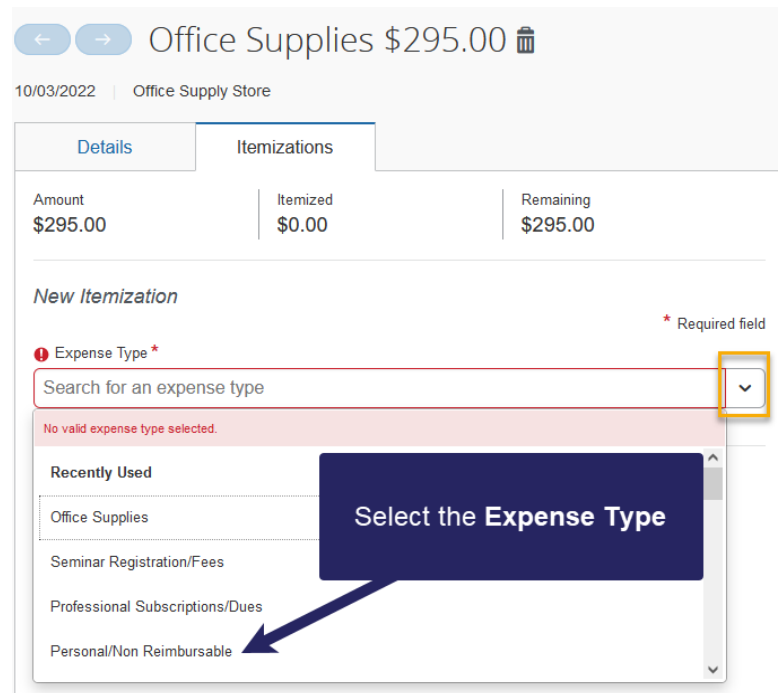 Office Supplies $295.00
10/03/2022 Office Supply Store
Details Itemizations
Amount Itemized Remaining
$295.00 $0.00 $295.00
New Itemization
* Required field
Expense Type *
Search for an expense type
No valid expense type selected.
Recently Used
Office Supplies
Select the Expense Type
Seminar Registration/Fees
Professional Subscriptions/Dues
Personal/Non Reimbursable